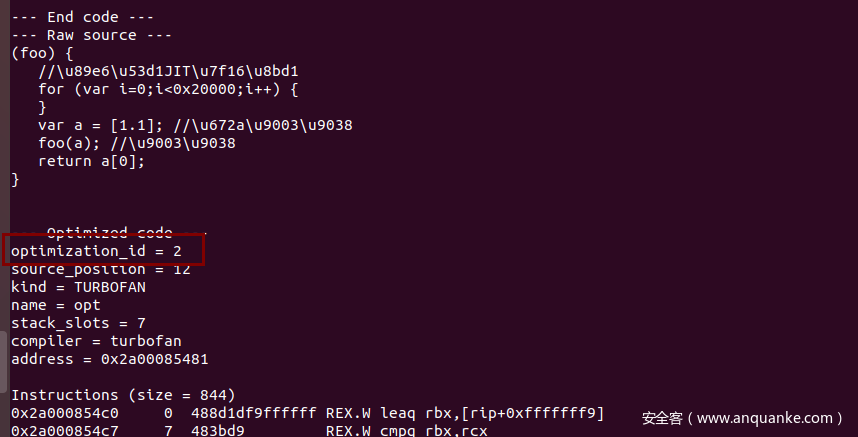 --- End code ---
--- Raw source ---
(foo) {
   //\u89e6\u53d1JIT\u7f16\u8bd1
   for (var i=0;i<0x20000;i++) {
   }
   var a = [1.1]; //\u672a\u9003\u9038
   foo(a); //\u9003\u9038
   return a[0];
}
--- Optimized code ---
optimization_id = 2
source_position = 12
kind = TURBOFAN
name = opt
stack_slots = 7
compiler = turbofan
address = 0x2a00085481
Instructions (size = 844)
0x2a000854c0     0  488d1df9ffffff REX.W leaq rbx,[rip+0xfffffff9]
0x2a000854c7     7  483bd9         REX.W cmpq rbx,rcx
安全客（www.anquanke.com）